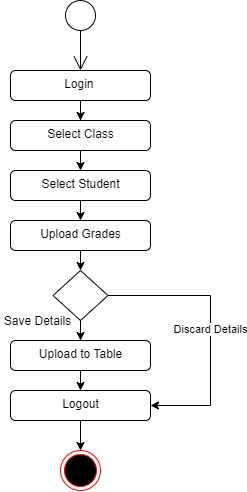 Login
Select Class
Select Student
Upload Grades
Save Details
Discard Details
Upload to Table
Logout